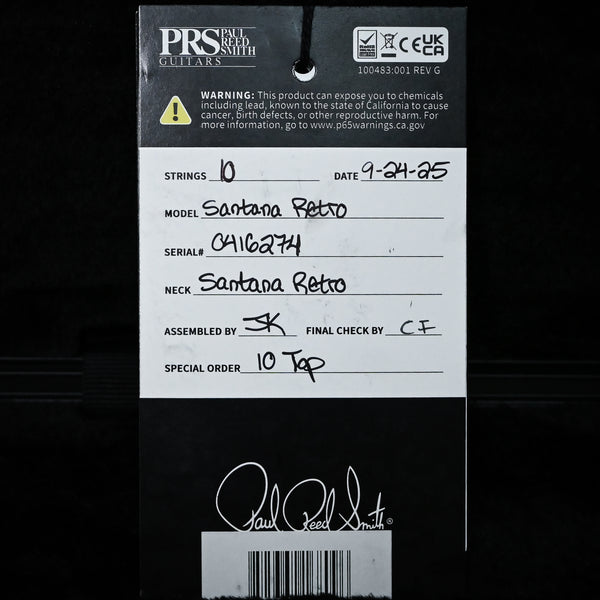 PRS PAUL REED SMITH
GUITARS
CE UK CA
100483:001 REV G
WARNING: This product can expose you to chemicals
including lead, known to the state of California to cause
cancer, birth defects, or other reproductive harm. For
more information, go to www.p65warnings.ca.gov
STRINGS 10 DATE 9-24-25
MODEL Santana Retro
SERIAL# 0416274
NECK Santana Retro
ASSEMBLED BY JK FINAL CHECK BY CF
SPECIAL ORDER 10 Top
Paul Reed Smith®